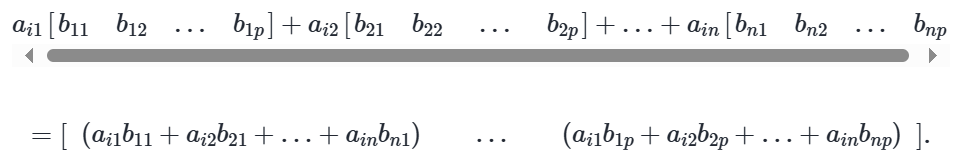 a_{i1} [ b_{11} b_{12} … b_{1p} ] + a_{i2} [ b_{21} b_{22} … b_{2p} ] + … + a_{in} [ b_{n1} b_{n2} … b_{np}
= [ (a_{i1}b_{11} + a_{i2}b_{21} + … + a_{in}b_{n1}) … (a_{i1}b_{1p} + a_{i2}b_{2p} + … + a_{in}b_{np}) ].